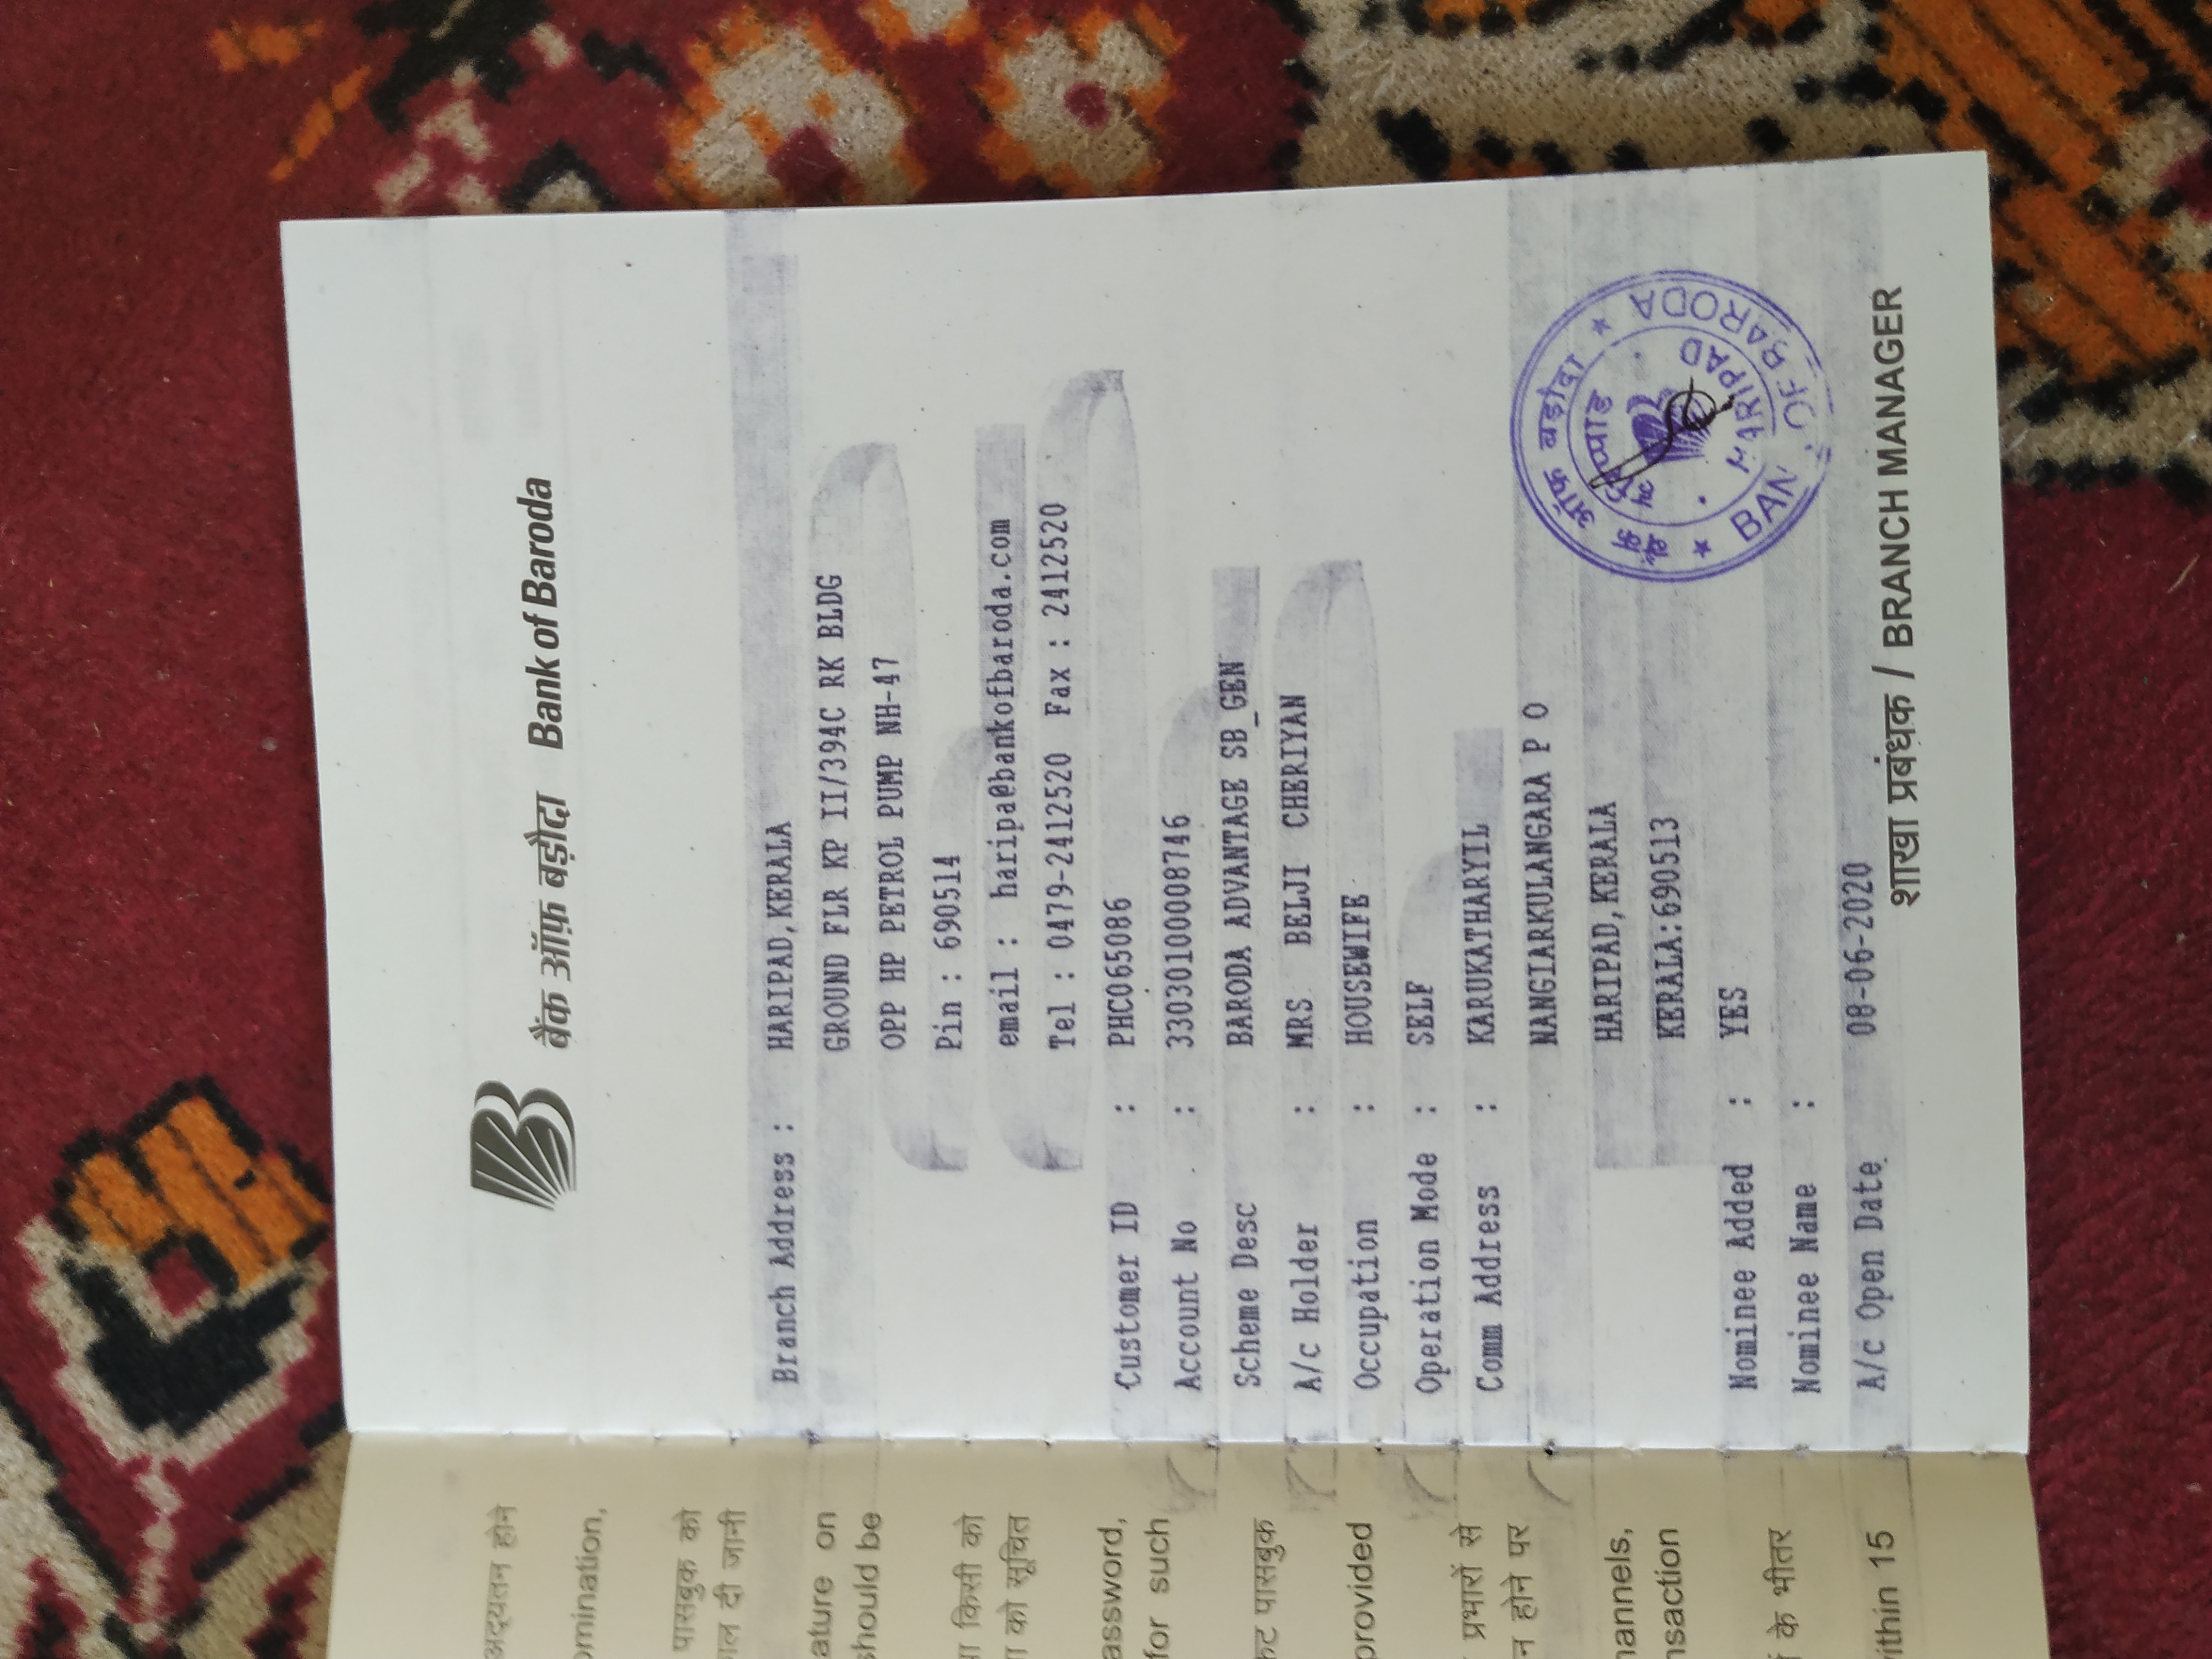 अद्यतन होने
omination,
पासबुक को
दी जानी
ature on
should be
किसी को
को सूचित
assword,
for such
पासबुक
provided
प्रभारों से
न होने पर
hannels,
nsaction
के भीतर
ithin 15
बैंक ऑफ़ बड़ौदा Bank of Baroda
Branch Address : HARIPAD,KERALA
GROUND FLR KP II/394C RK BLDG
OPP HP PETROL PUMP NH-47
Pin : 690514
email : haripa@bankofbaroda.com
Tel : 0479-2412520 Fax : 2412520
Customer ID : PHC065086
Account No : 33030100008746
Scheme Desc BARODA ADVANTAGE SB_GEN
A/c Holder : MRS BELJI CHERIYAN
Occupation : HOUSEWIFE
Operation Mode : SELF
Comm Address : KARUKATHARYIL
NANGIARKULANGARA P O
HARIPAD,KERALA
KERALA:690513
Nominee Added : YES
Nominee Name :
A/c Open Date 08-06-2020
बैंक ऑफ़ बड़ौदा
हरिप्पाड
HARIPAD
BANK OF BARODA
शाखा प्रबंधक / BRANCH MANAGER